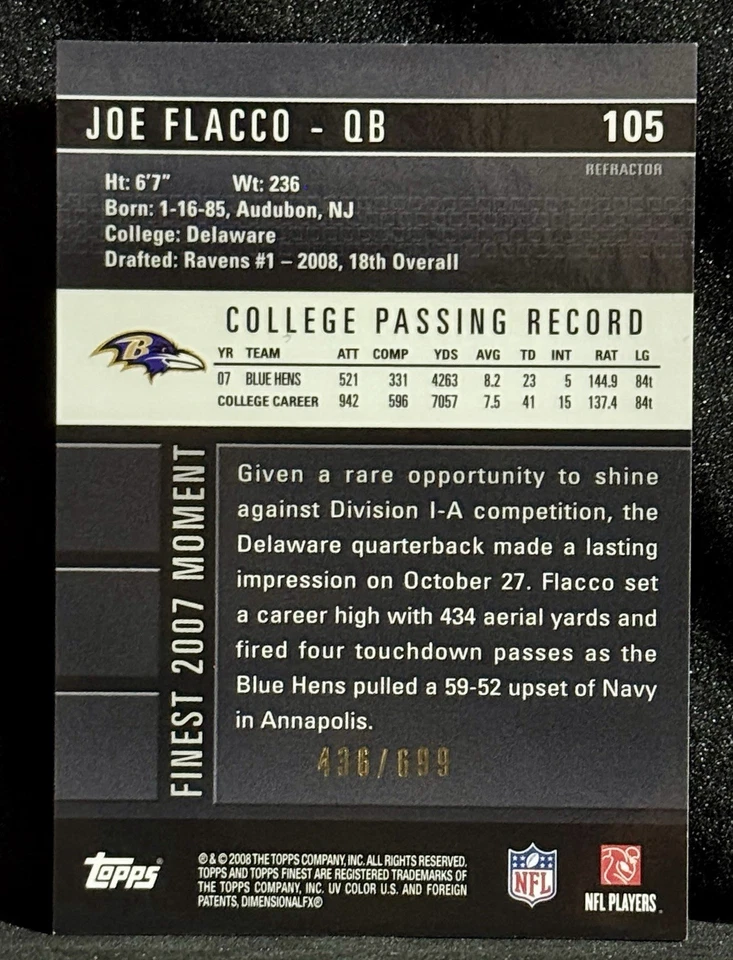 JOE FLACCO - QB 105
REFRACTOR
Ht: 6'7" Wt: 236
Born: 1-16-85, Audubon, NJ
College: Delaware
Drafted: Ravens #1 – 2008, 18th Overall
COLLEGE PASSING RECORD
B
YR TEAM ATT COMP YDS AVG TD INT RAT LG
07 BLUE HENS 521 331 4263 8.2 23 5 144.9 84t
COLLEGE CAREER 942 596 7057 7.5 41 15 137.4 84t
FINEST 2007 MOMENT
Given a rare opportunity to shine
against Division I-A competition, the
Delaware quarterback made a lasting
impression on October 27. Flacco set
a career high with 434 aerial yards and
fired four touchdown passes as the
Blue Hens pulled a 59-52 upset of Navy
in Annapolis.
436/699
Topps®
® & © 2008 THE TOPPS COMPANY, INC. ALL RIGHTS RESERVED.
TOPPS AND TOPPS FINEST ARE REGISTERED TRADEMARKS OF
THE TOPPS COMPANY, INC. UV COLOR U.S. AND FOREIGN
PATENTS, DIMENSIONALFX®
NFL
NFL PLAYERS